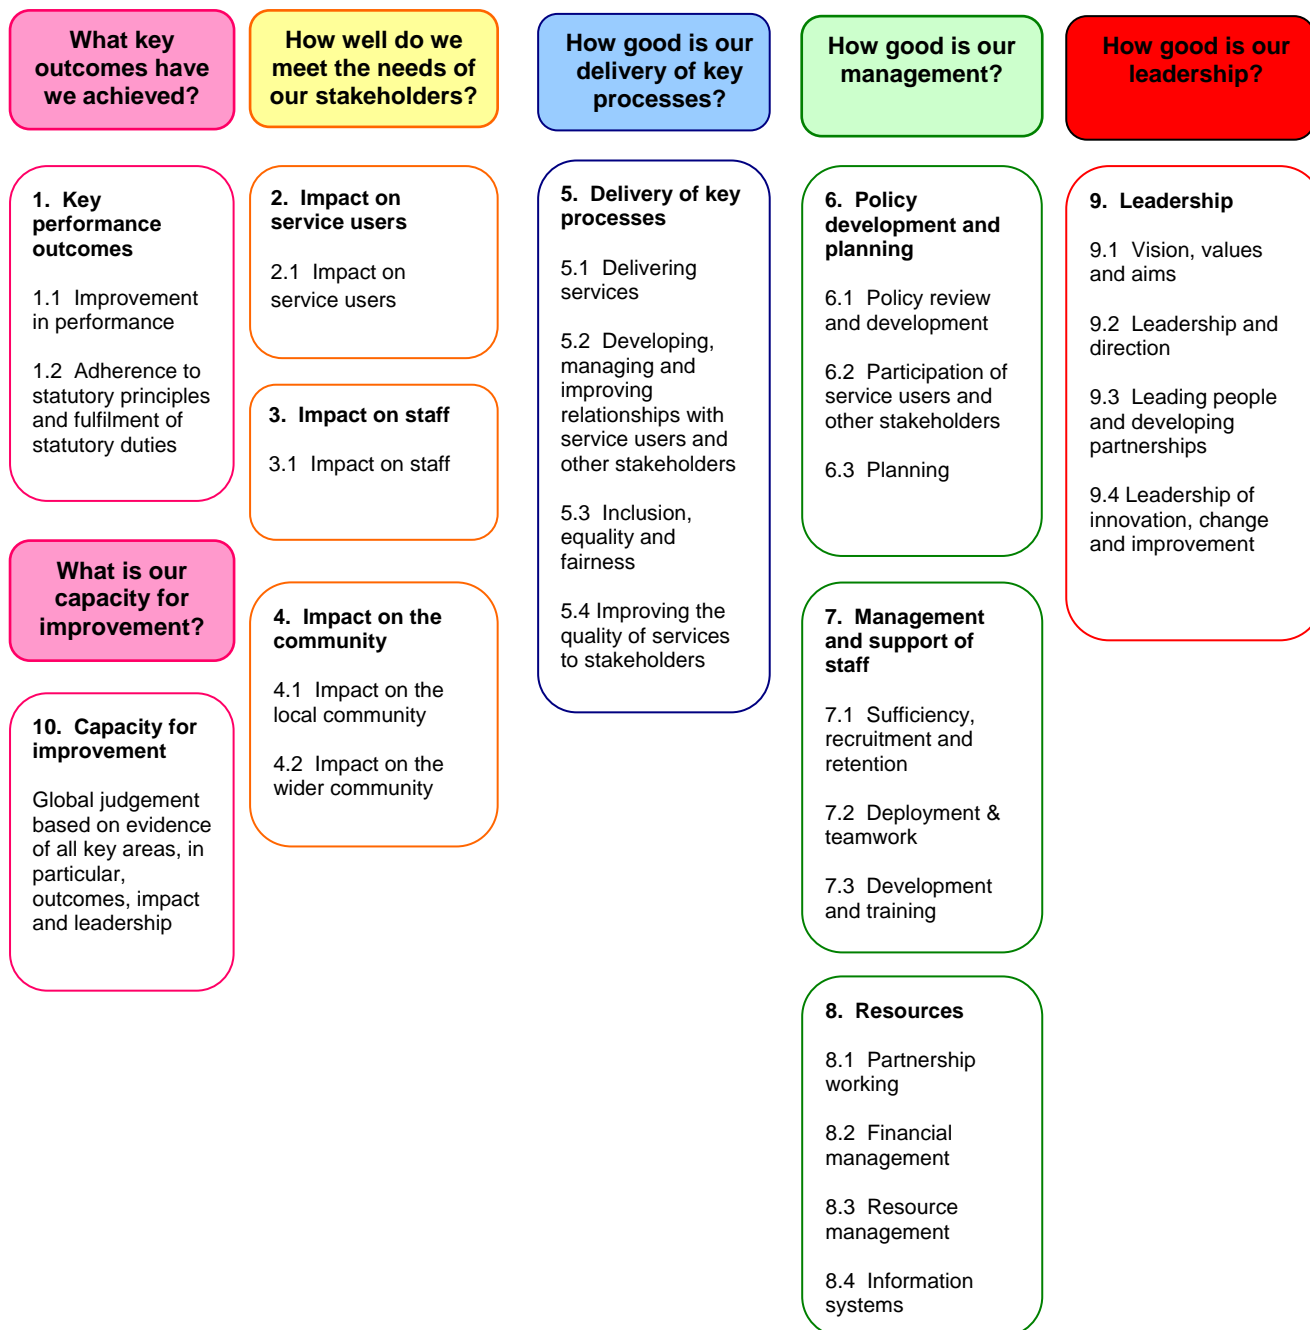 What key
outcomes have
we achieved?
1.  Key
performance
outcomes
1.1  Improvement
in performance
1.2  Adherence to
statutory principles
and fulfilment of
statutory duties
What is our
capacity for
improvement?
10.  Capacity for
improvement
Global judgement
based on evidence
of all key areas, in
particular,
outcomes, impact
and leadership
How well do we
meet the needs of
our stakeholders?
2.  Impact on
service users
2.1  Impact on
service users
3.  Impact on staff
3.1  Impact on staff
4.  Impact on the
community
4.1  Impact on the
local community
4.2  Impact on the
wider community
How good is our
delivery of key
processes?
5.  Delivery of key
processes
5.1  Delivering
services
5.2  Developing,
managing and
improving
relationships with
service users and
other stakeholders
5.3  Inclusion,
equality and
fairness
5.4 Improving the
quality of services
to stakeholders
How good is our
management?
6.  Policy
development and
planning
6.1  Policy review
and development
6.2  Participation of
service users and
other stakeholders
6.3  Planning
7.  Management
and support of
staff
7.1  Sufficiency,
recruitment and
retention
7.2  Deployment &
teamwork
7.3  Development
and training
8.  Resources
8.1  Partnership
working
8.2  Financial
management
8.3  Resource
management
8.4  Information
systems
How good is our
leadership?
9.  Leadership
9.1  Vision, values
and aims
9.2  Leadership and
direction
9.3  Leading people
and developing
partnerships
9.4 Leadership of
innovation, change
and improvement